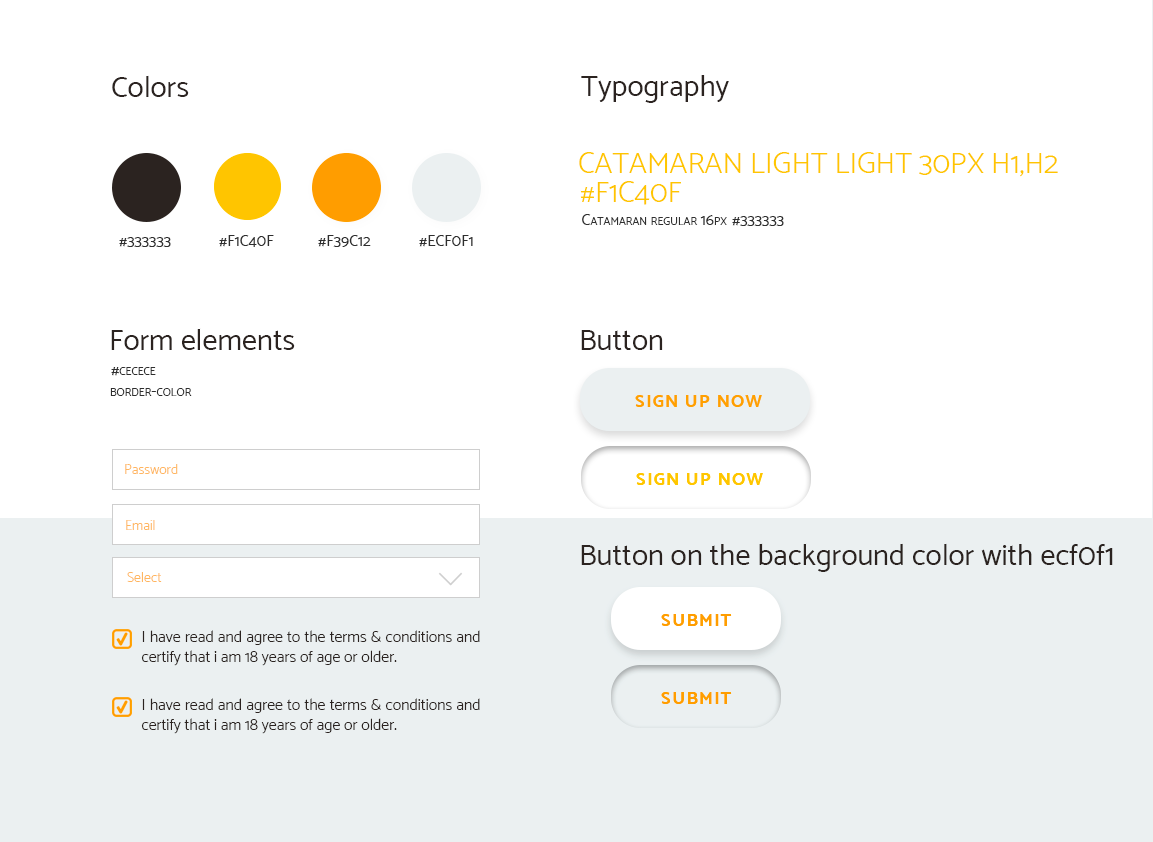 Colors
#333333
#F1C40F
#F39C12
#ECF0F1
Typography
CATAMARAN LIGHT LIGHT 30PX H1,H2
#F1C40F
Catamaran regular 16px #333333
Form elements
#cecece
border-color
Password
Email
Select
I have read and agree to the terms & conditions and
certify that i am 18 years of age or older.
I have read and agree to the terms & conditions and
certify that i am 18 years of age or older.
Button
SIGN UP NOW
SIGN UP NOW
Button on the background color with ecf0f1
SUBMIT
SUBMIT